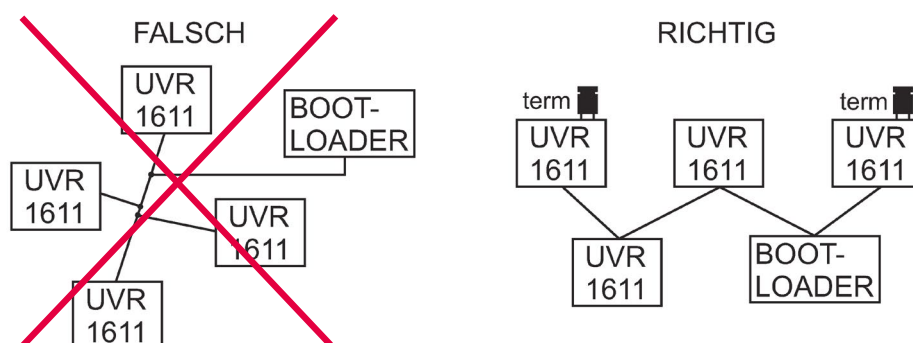 FALSCH
UVR
1611
BOOT-
LOADER
UVR
1611
UVR
1611
UVR
1611
RICHTIG
term
term
UVR
1611
UVR
1611
UVR
1611
UVR
1611
BOOT-
LOADER